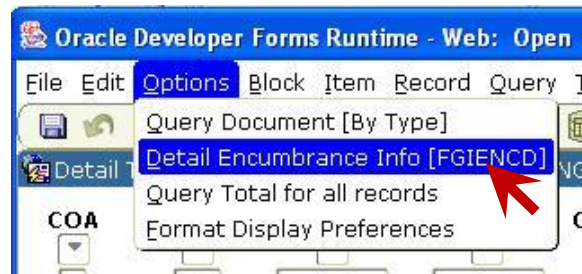 Oracle Developer Forms Runtime - Web: Open
File Edit Options Block Item Record Query
Query Document [By Type]
Detail Encumbrance Info [FGIENCD]
Detail
Query Total for all records
COA
Format Display Preferences